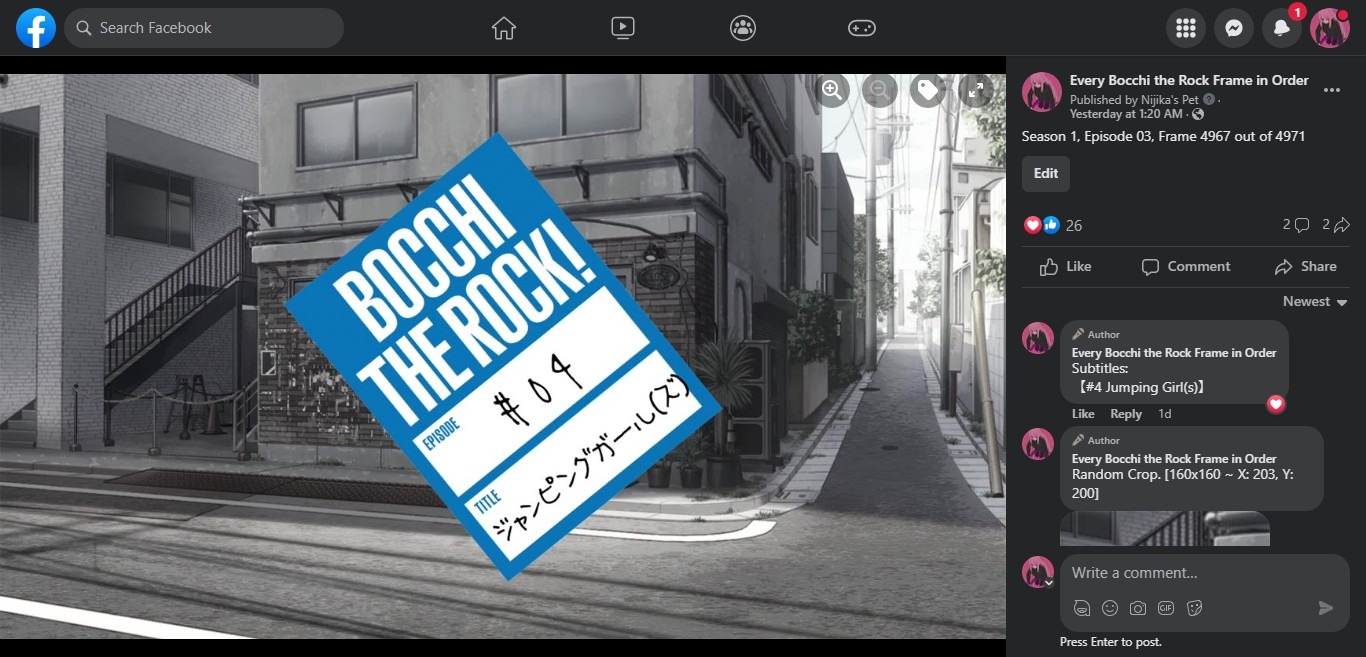 Search Facebook
1
BOCCHI
THE ROCK!
EPISODE
#04
TITLE
ジャンピングガール(ズ)
Every Bocchi the Rock Frame in Order
Published by Nijika's Pet ·
Yesterday at 1:20 AM ·
Season 1, Episode 03, Frame 4967 out of 4971
Edit
26
2
2
Like
Comment
Share
Newest
Author
Every Bocchi the Rock Frame in Order
Subtitles:
【#4 Jumping Girl(s)】
Like
Reply
1d
Author
Every Bocchi the Rock Frame in Order
Random Crop. [160x160 ~ X: 203, Y:
200]
Write a comment...
GIF
Press Enter to post.